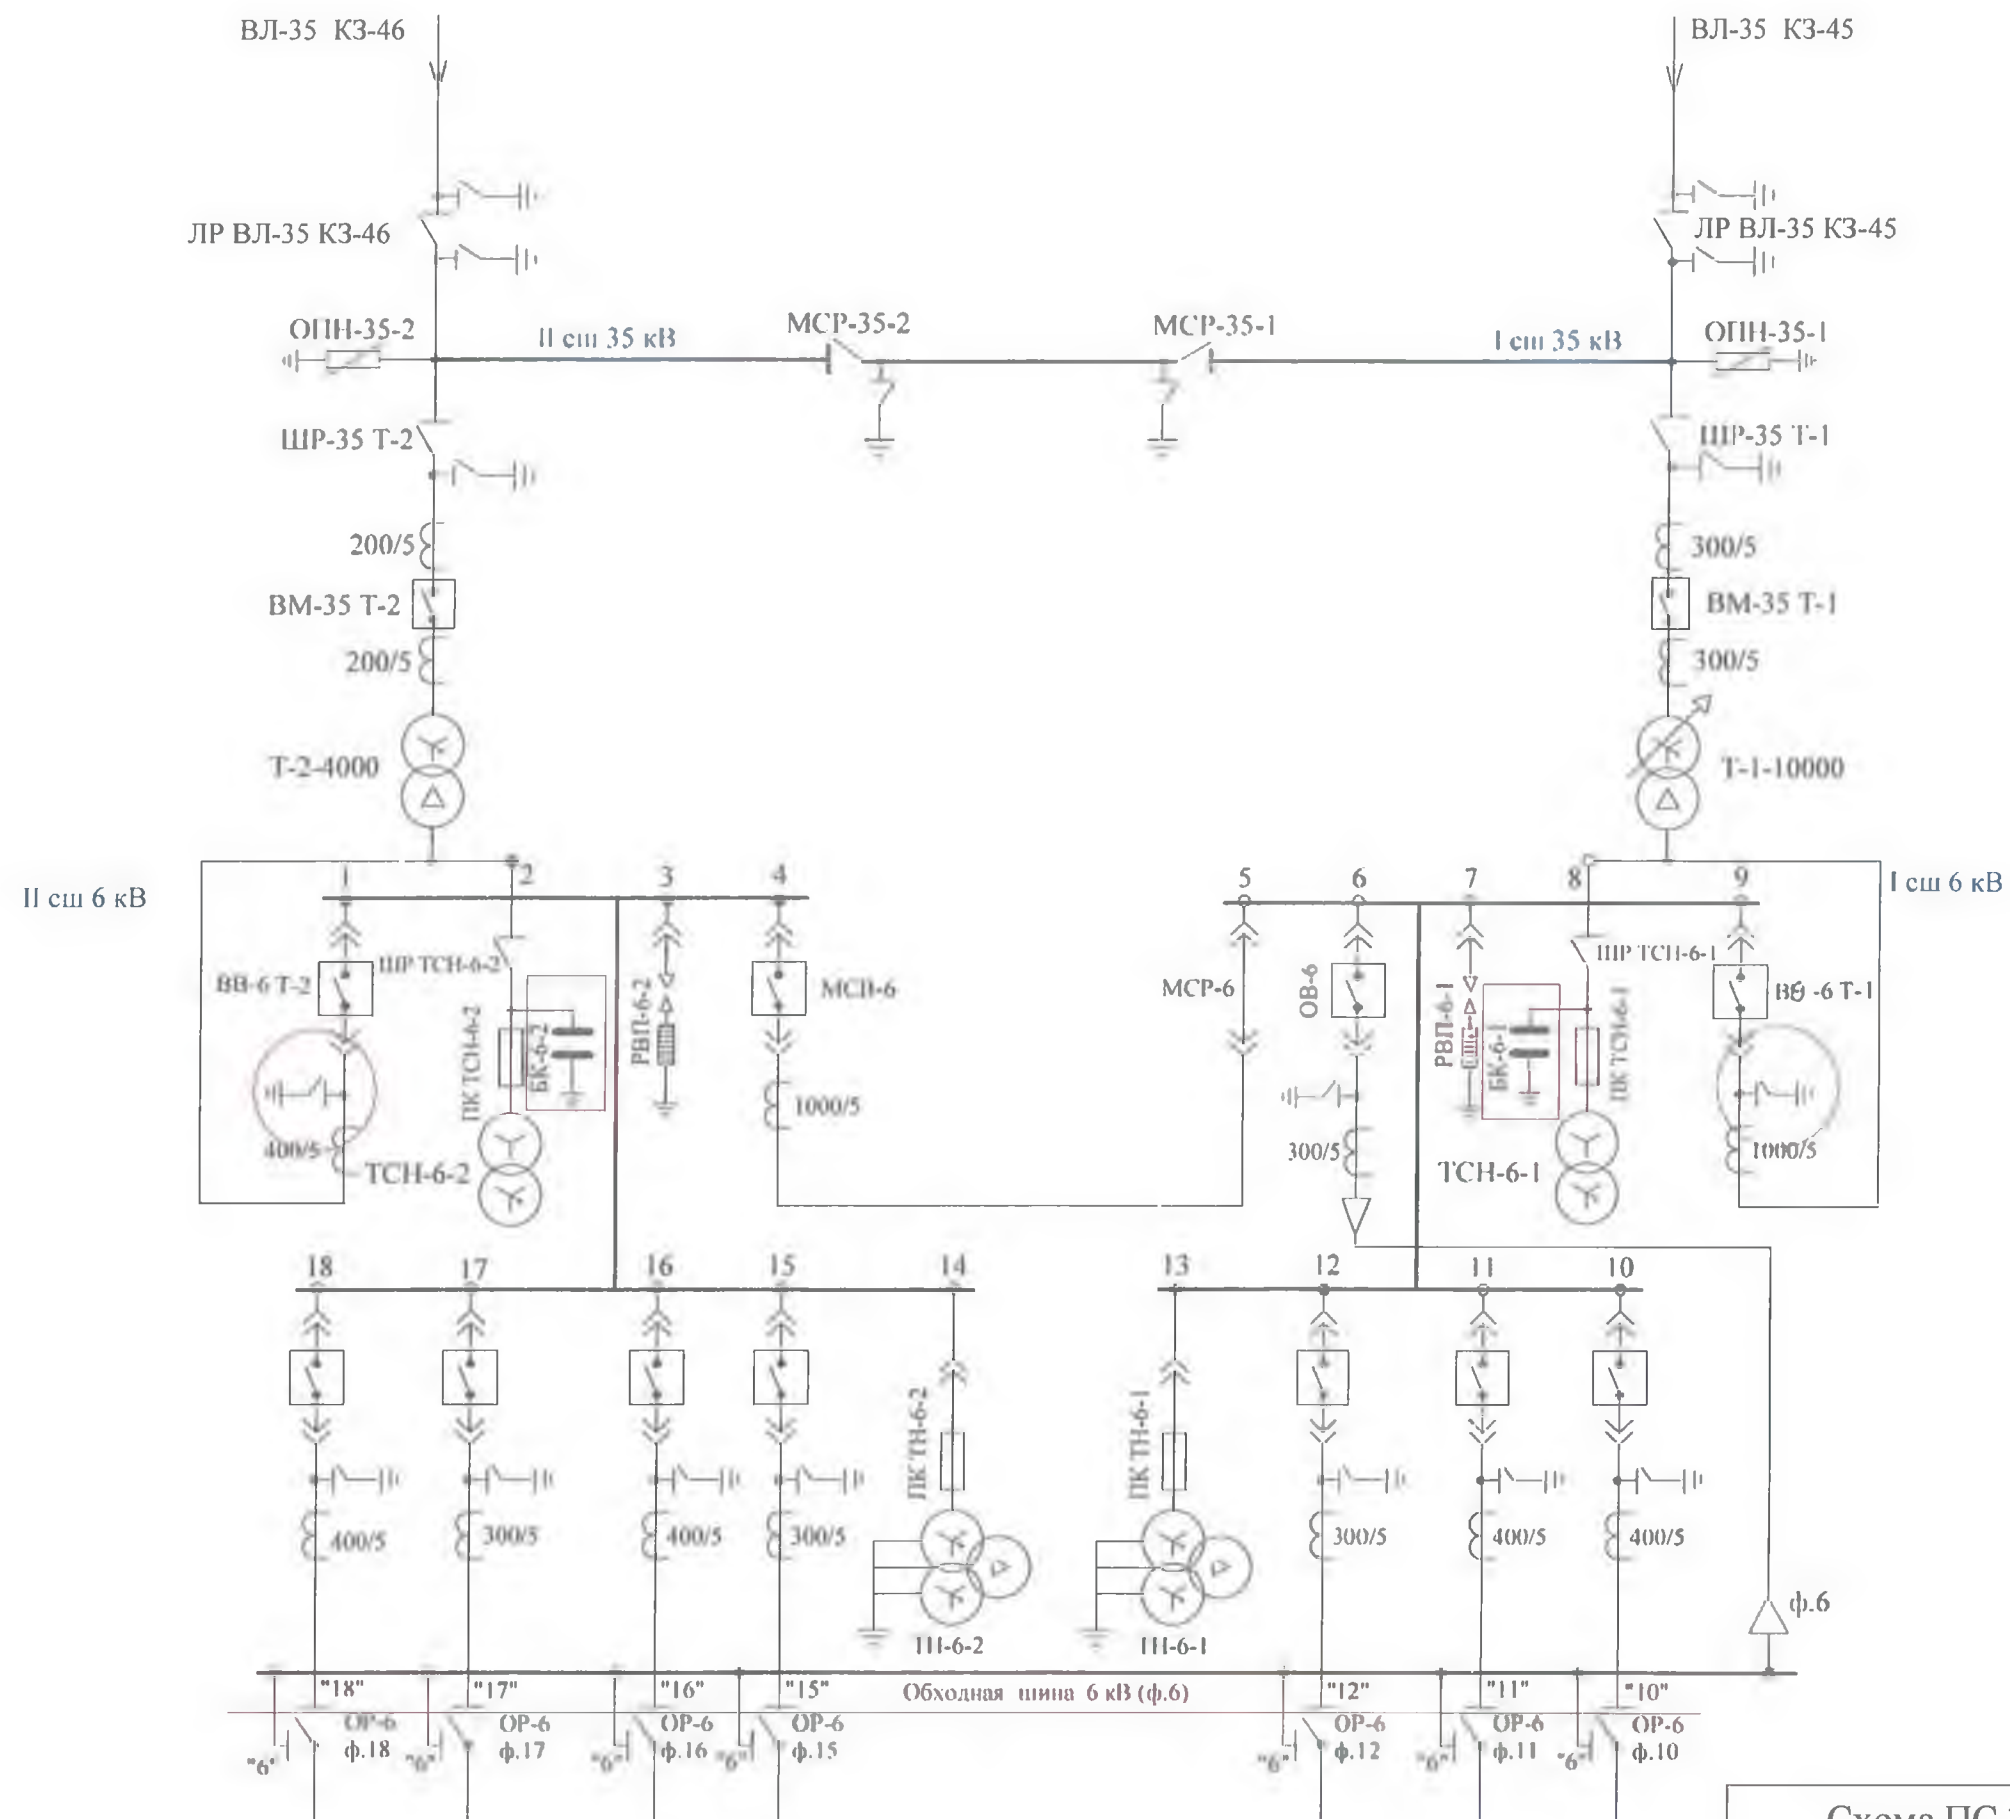 ВЛ-35 КЗ-46
ВЛ-35 КЗ-45
ЛР ВЛ-35 КЗ-46
ЛР ВЛ-35 КЗ-45
ОПН-35-2
II сш 35 кВ
МСР-35-2
МСР-35-1
I сш 35 кВ
ОПН-35-1
ШР-35 Т-2
ШР-35 Т-1
200/5
300/5
ВМ-35 Т-2
ВМ-35 Т-1
200/5
300/5
Т-2-4000
Т-1-10000
II сш 6 кВ
1
2
3
4
5
6
7
8
9
I сш 6 кВ
ВВ-6 Т-2
ШР ТСН-6-2
ПК ТСН-6-2
БК-6-2
РВП-6-2
МСВ-6
МСР-6
ОВ-6
РВП-6-1
БК-6-1
ШР ТСН-6-1
ПК ТСН-6-1
ВВ-6 Т-1
400/5
ТСН-6-2
1000/5
300/5
ТСН-6-1
1000/5
18
17
16
15
14
13
12
11
10
ПК ТН-6-2
ПК ТН-6-1
400/5
300/5
400/5
300/5
300/5
400/5
400/5
ТН-6-2
ТН-6-1
ф.6
"18"
"17"
"16"
"15"
Обходная шина 6 кВ (ф.6)
"12"
"11"
"10"
ОР-6
ОР-6
ОР-6
ОР-6
ОР-6
ОР-6
ОР-6
"6"
ф.18
"6"
ф.17
"6"
ф.16
"6"
ф.15
"6"
ф.12
"6"
ф.11
"6"
ф.10
Схема ПС